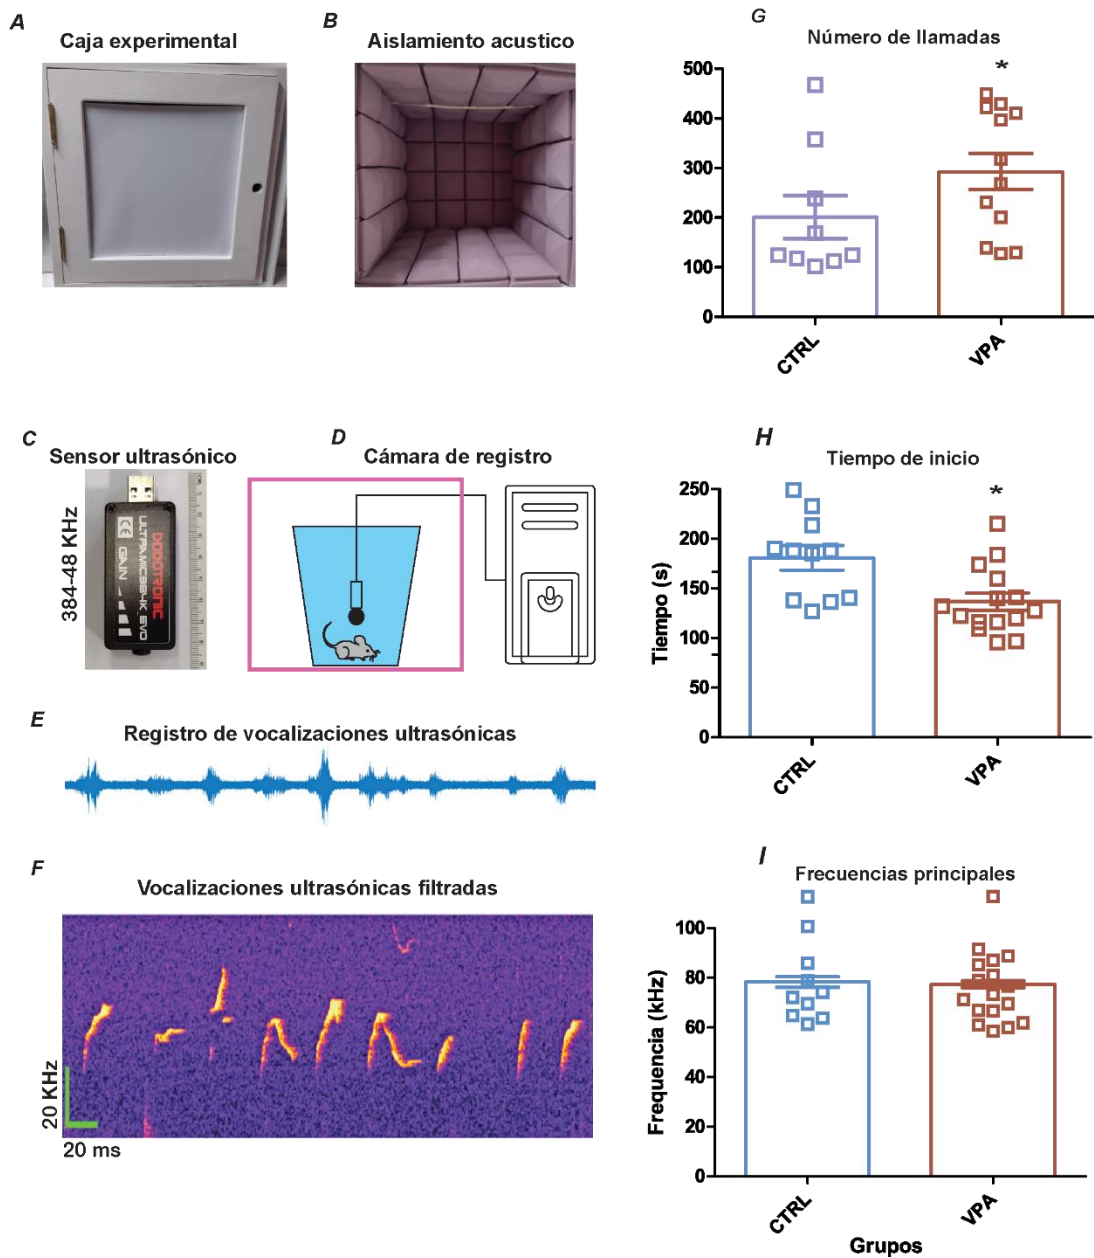 A
Caja experimental
B
Aislamiento acustico
C
Sensor ultrasónico
384-48 KHz
DODOTRONIC
ULTRAMIC384K_EVO
CE GAIN
D
Cámara de registro
E
Registro de vocalizaciones ultrasónicas
F
Vocalizaciones ultrasónicas filtradas
20 KHz
20 ms
G
Número de llamadas
*
500
400
300
200
100
0
CTRL
VPA
H
Tiempo de inicio
*
Tiempo (s)
250
200
150
100
50
0
CTRL
VPA
I
Frecuencias principales
Frequencia (kHz)
100
80
60
40
20
0
CTRL
VPA
Grupos